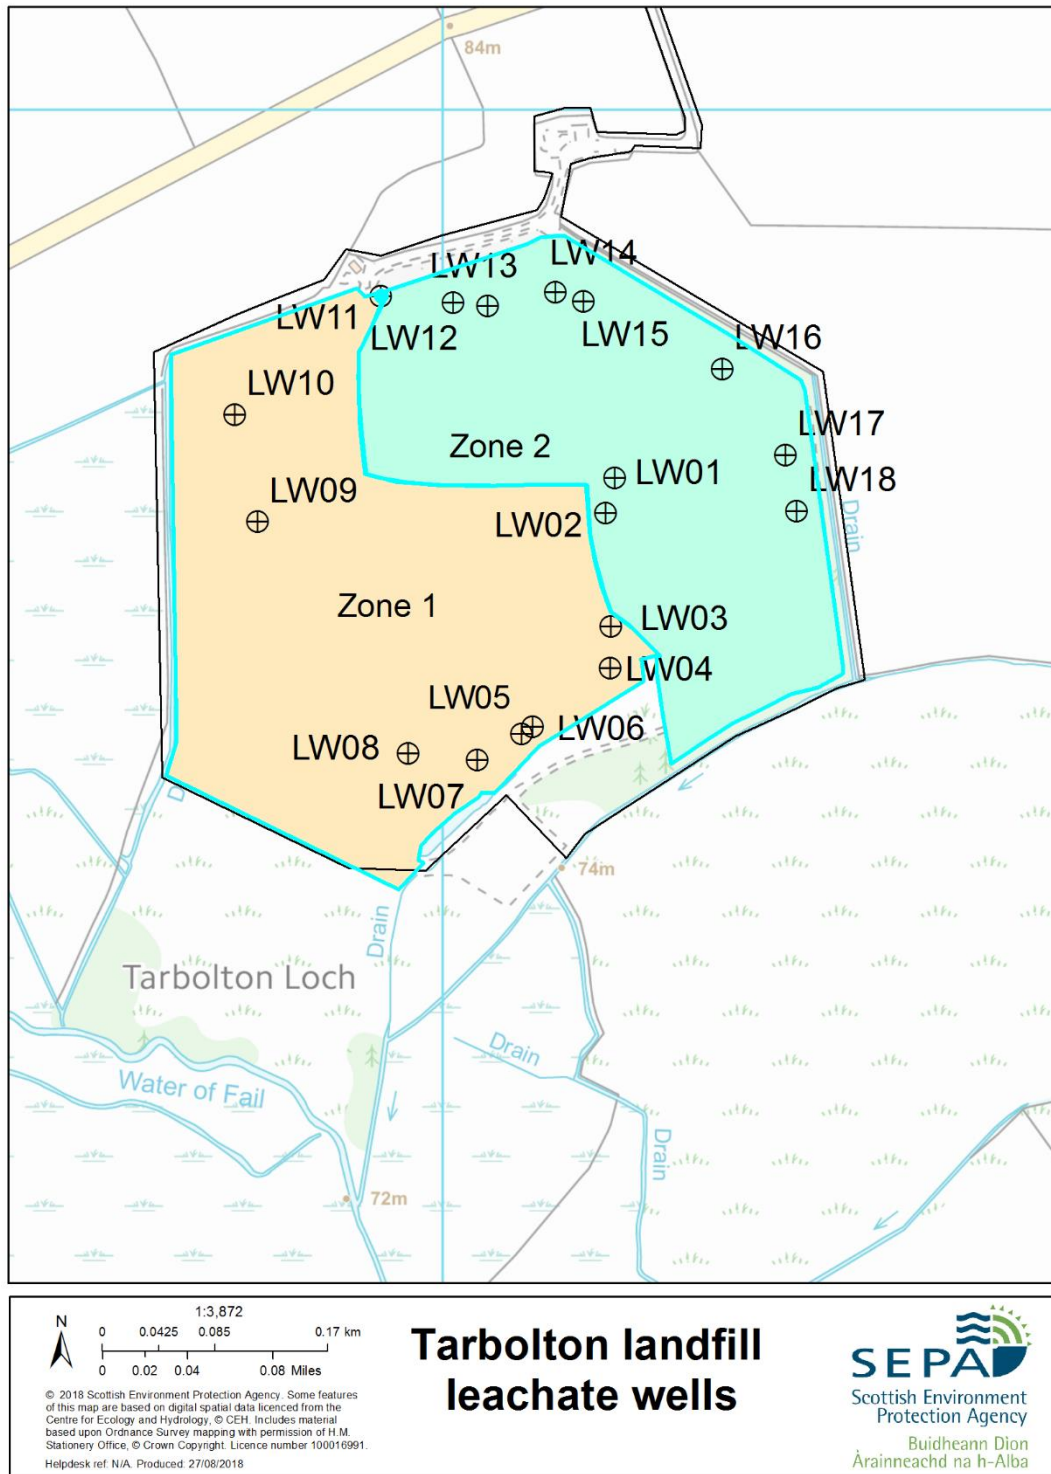 84m
LW14
LW13
LW11
LW12
LW15
LW16
LW10
LW17
Zone 2
LW01
LW18
LW09
LW02
Drain
Zone 1
LW03
LW04
LW05
LW06
LW08
LW07
74m
Drain
Tarbolton Loch
Drain
Water of Fail
Drain
72m
N
1:3,872
0 0.0425 0.085 0.17 km
0 0.02 0.04 0.08 Miles
© 2018 Scottish Environment Protection Agency. Some features
of this map are based on digital spatial data licenced from the
Centre for Ecology and Hydrology, © CEH. Includes material
based upon Ordnance Survey mapping with permission of H.M.
Stationery Office, © Crown Copyright. Licence number 100016991.
Helpdesk ref: N/A. Produced: 27/08/2018
Tarbolton landfill
leachate wells
SEPA
Scottish Environment
Protection Agency
Buidheann Dìon
Àrainneachd na h-Alba